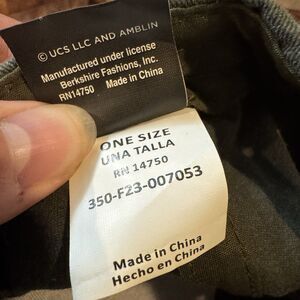 © UCS LLC AND AMBLIN
Manufactured under license
Berkshire Fashions, Inc.
RN14750 Made in China
ONE SIZE
UNA TALLA
RN 14750
350-F23-007053
Made in China
Hecho en China